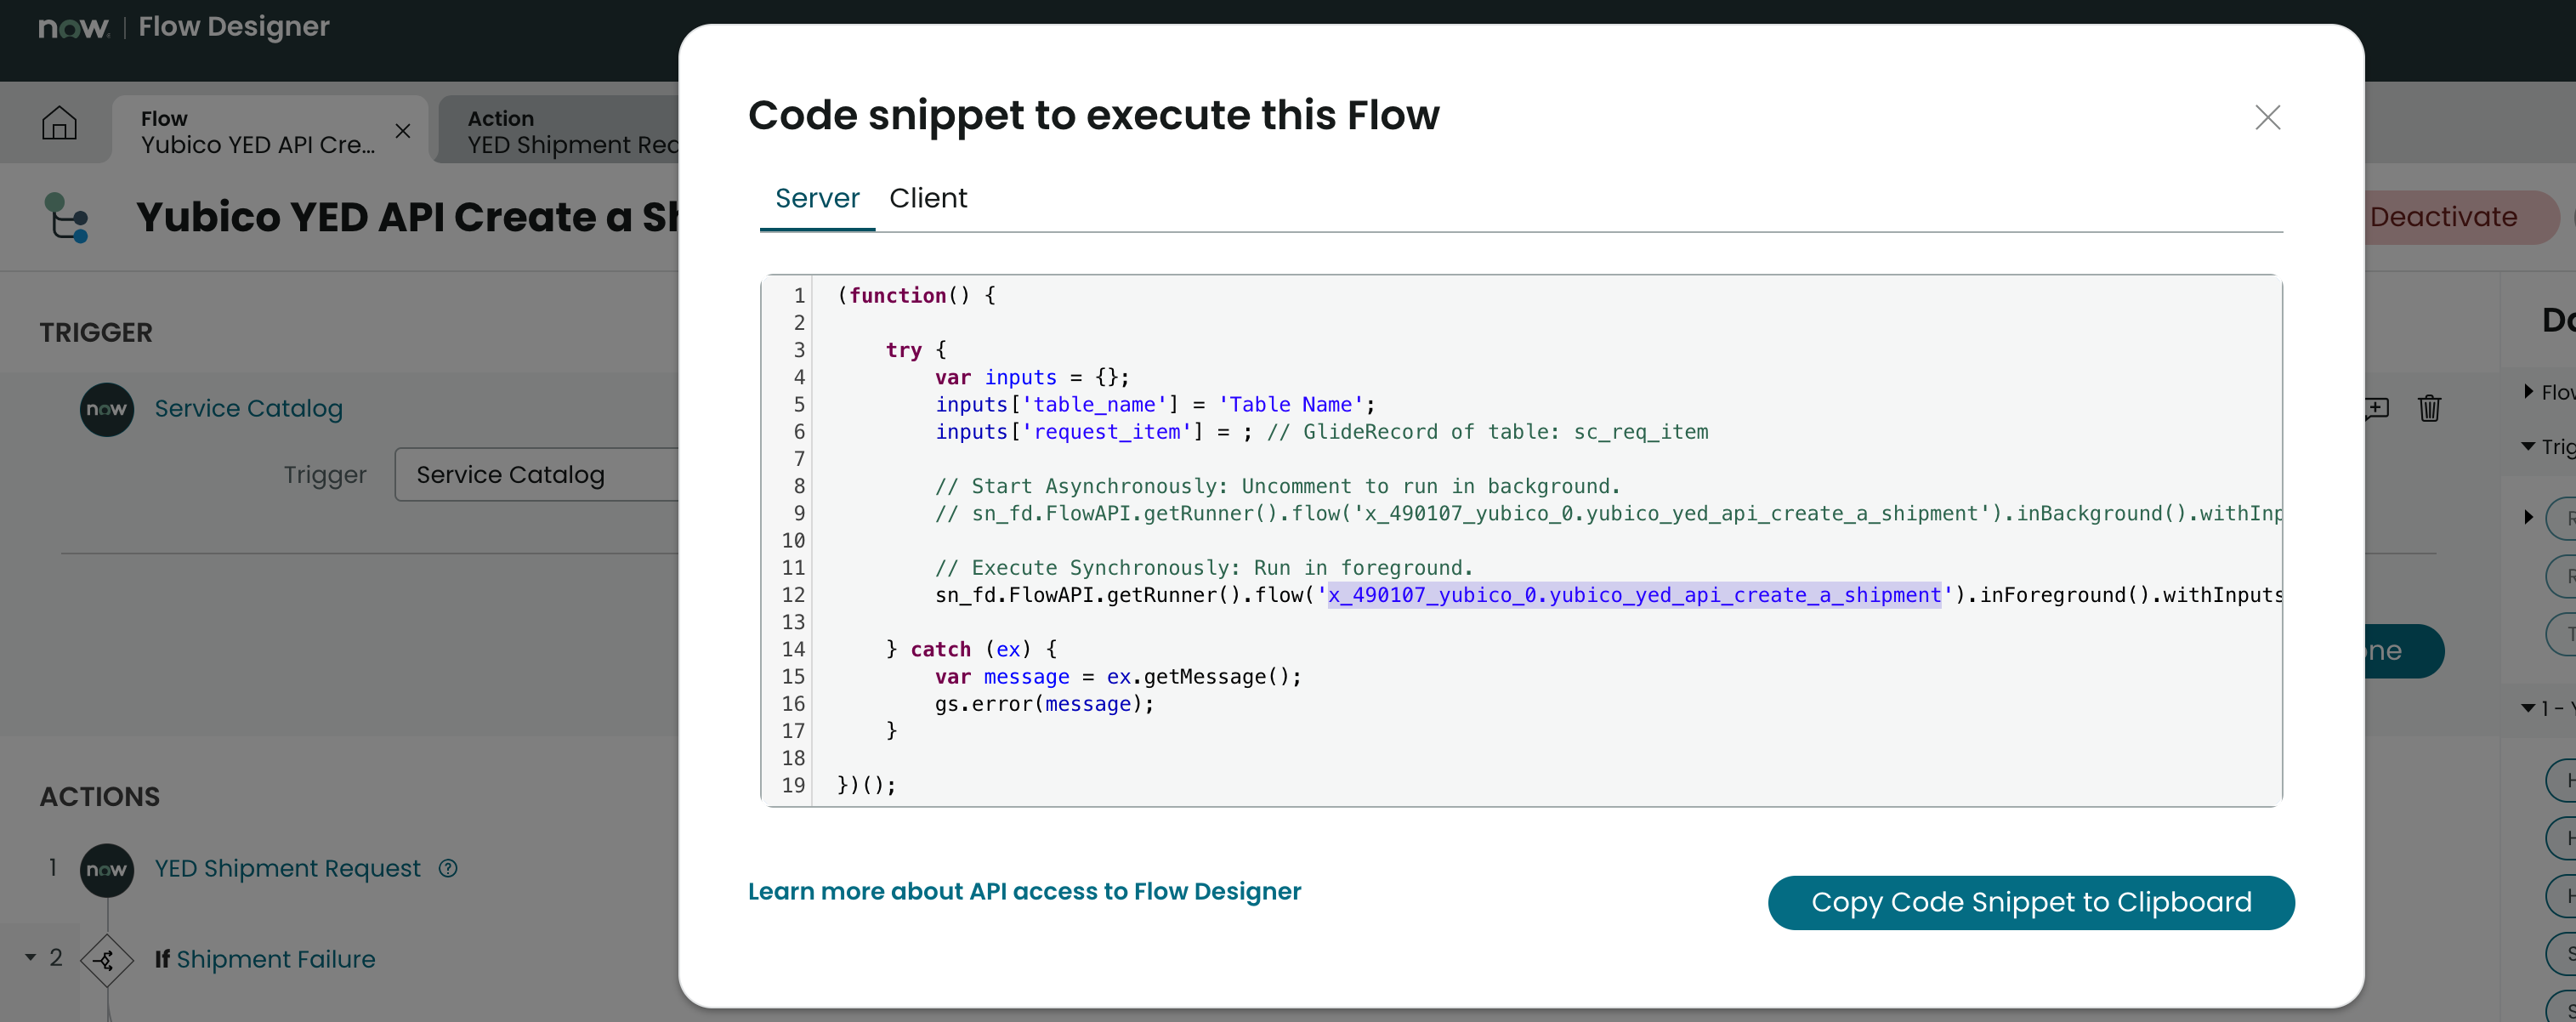 now. | Flow Designer
Flow
Yubico YED API Cre...
Action
YED Shipment Rec
Yubico YED API Create a Sh
Deactivate
TRIGGER
now
Service Catalog
Trigger
Service Catalog
ACTIONS
1
now
YED Shipment Request
2
If Shipment Failure
Code snippet to execute this Flow
Server
Client
1 (function() {
2
3 try {
4 var inputs = {};
5 inputs['table_name'] = 'Table Name';
6 inputs['request_item'] = ; // GlideRecord of table: sc_req_item
7
8 // Start Asynchronously: Uncomment to run in background.
9 // sn_fd.FlowAPI.getRunner().flow('x_490107_yubico_0.yubico_yed_api_create_a_shipment').inBackground().withInp
10
11 // Execute Synchronously: Run in foreground.
12 sn_fd.FlowAPI.getRunner().flow('x_490107_yubico_0.yubico_yed_api_create_a_shipment').inForeground().withInputs
13
14 } catch (ex) {
15 var message = ex.getMessage();
16 gs.error(message);
17 }
18
19 })();
Learn more about API access to Flow Designer
Copy Code Snippet to Clipboard
Flow
Trig
one
1 -